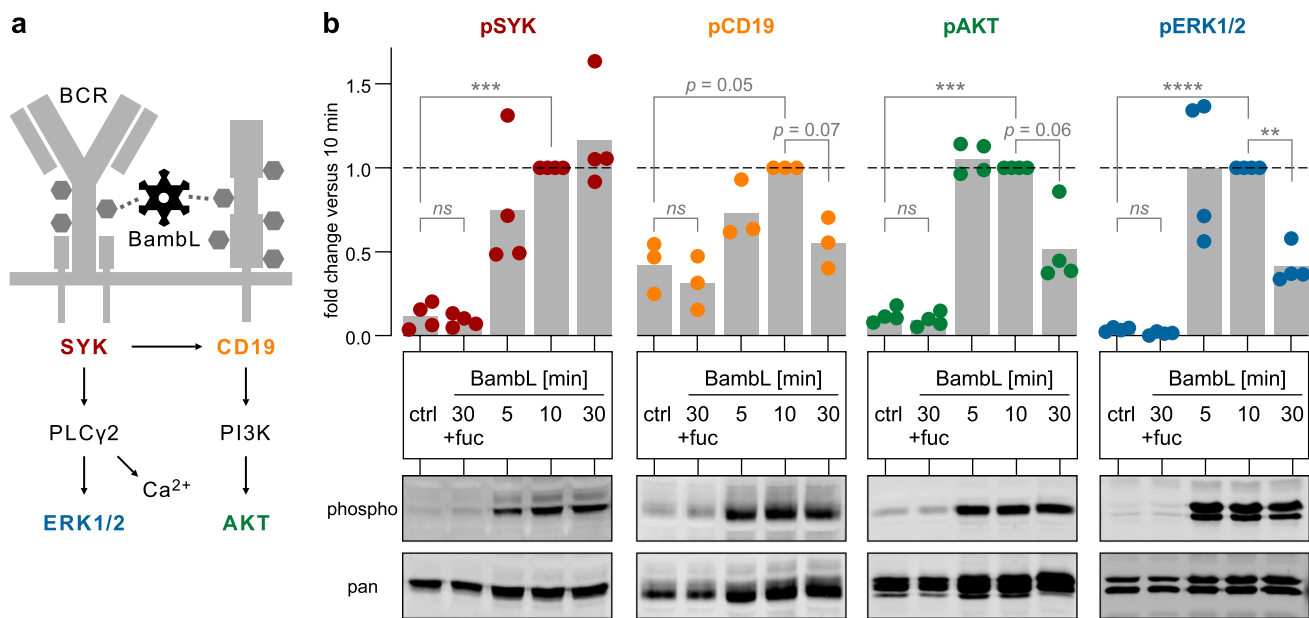 a
BCR
BambL
SYK
CD19
PLCγ2
PI3K
Ca²⁺
ERK1/2
AKT
b
pSYK
pCD19
pAKT
pERK1/2
fold change versus 10 min
1.5
1.0
0.5
0.0
***
ns
p = 0.05
p = 0.07
ns
***
p = 0.06
ns
****
**
ns
BambL [min]
ctrl 30 5 10 30
+fuc
BambL [min]
ctrl 30 5 10 30
+fuc
BambL [min]
ctrl 30 5 10 30
+fuc
BambL [min]
ctrl 30 5 10 30
+fuc
phospho
pan